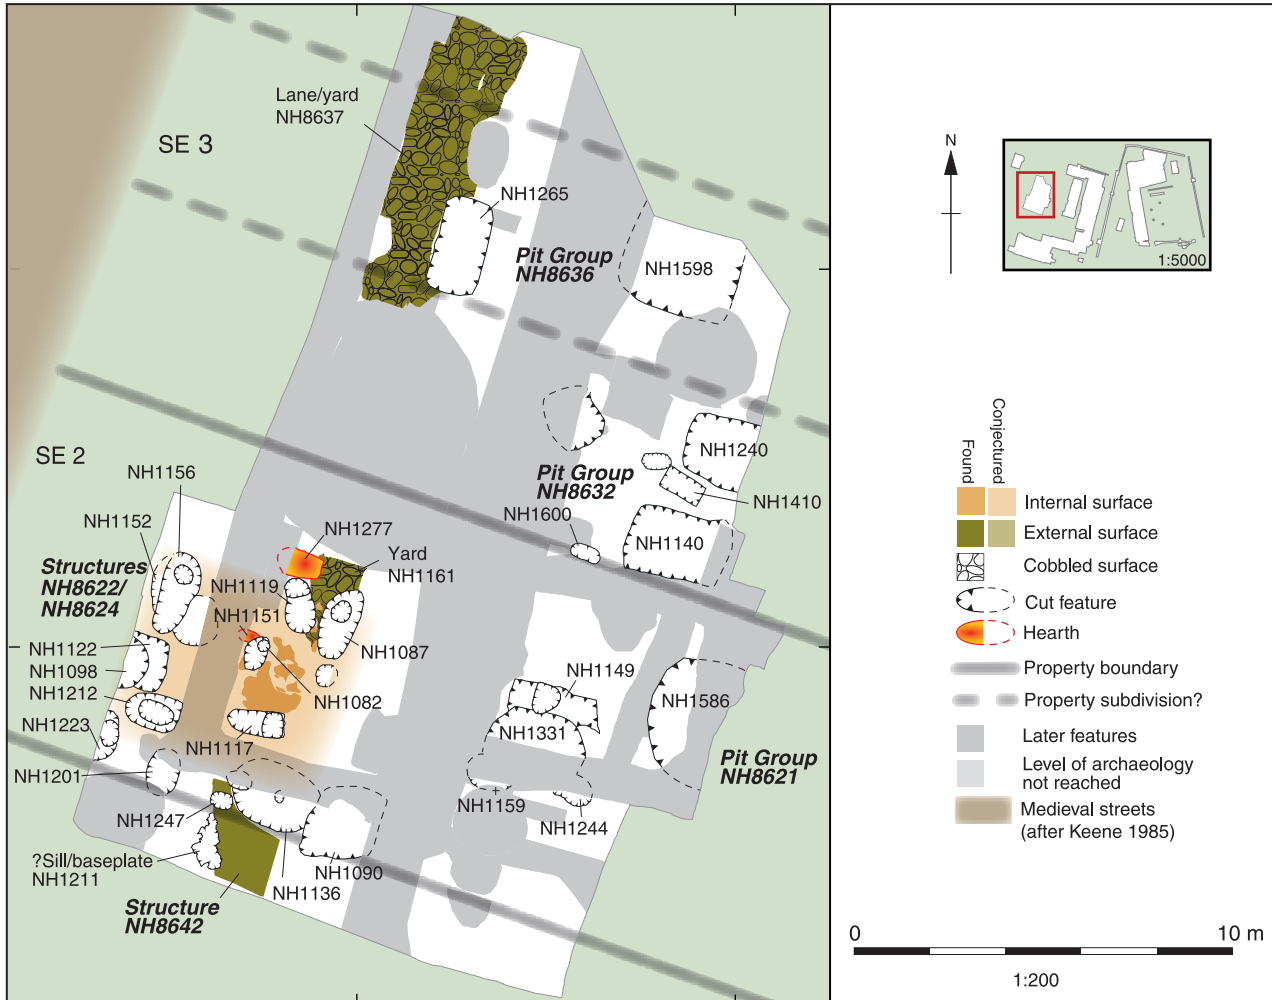 Lane/yard
NH8637
SE 3
NH1265
Pit Group
NH8636
NH1598
SE 2
NH1156
NH1152
Structures
NH8622/
NH8624
NH1277
Yard
NH1161
NH1119
NH1151
NH1122
NH1098
NH1212
NH1223
NH1087
NH1082
NH1117
NH1201
NH1247
?Sill/baseplate
NH1211
Structure
NH8642
NH1136
NH1090
Pit Group
NH8632
NH1600
NH1240
NH1410
NH1140
NH1149
NH1331
NH1586
NH1159
NH1244
Pit Group
NH8621
N
1:5000
Found
Conjectured
Internal surface
External surface
Cobbled surface
Cut feature
Hearth
Property boundary
Property subdivision?
Later features
Level of archaeology
not reached
Medieval streets
(after Keene 1985)
0
10 m
1:200